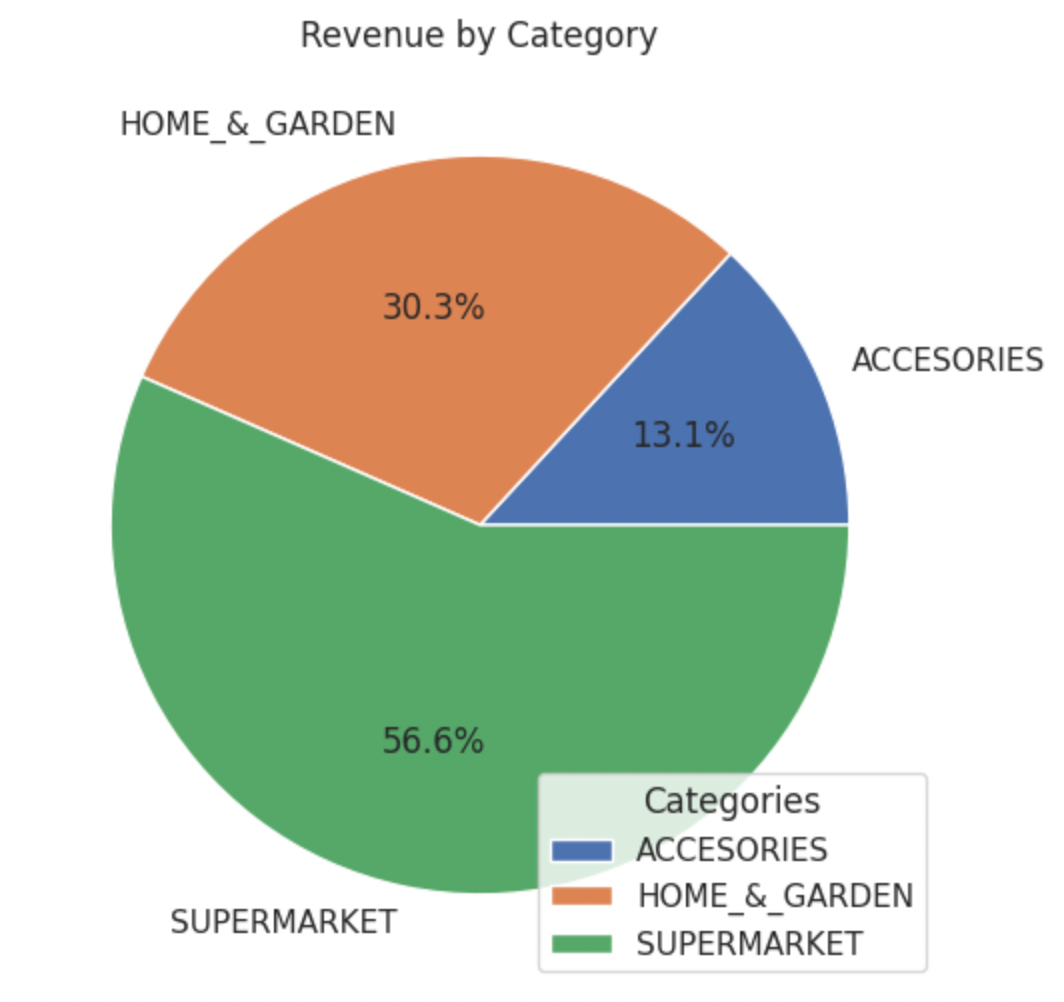 Revenue by Category
HOME_&_GARDEN
30.3%
ACCESORIES
13.1%
56.6%
SUPERMARKET
Categories
ACCESORIES
HOME_&_GARDEN
SUPERMARKET